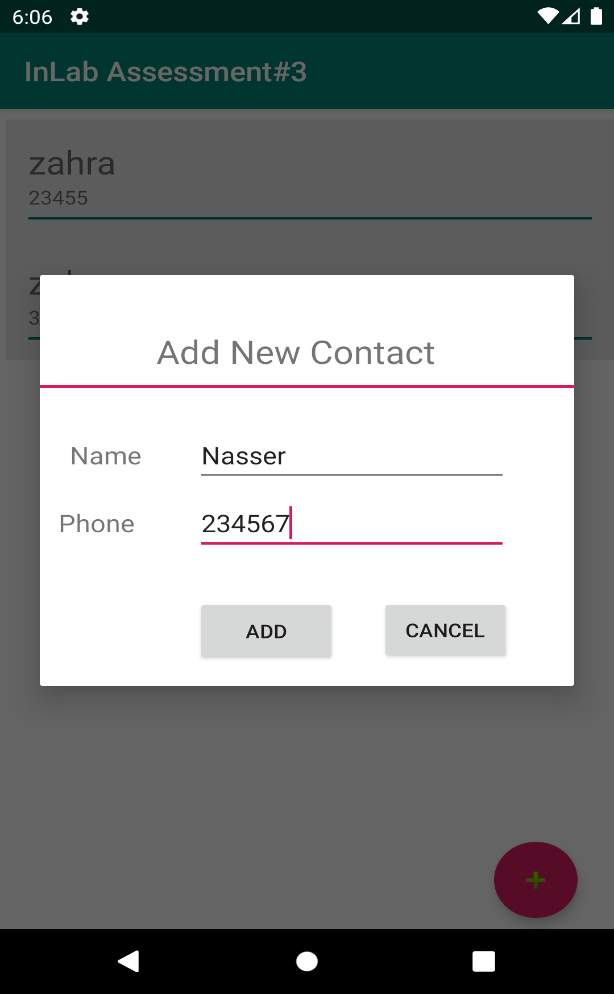 6:06
InLab Assessment#3
zahra
23455
Add New Contact
Name Nasser
Phone 234567
ADD CANCEL